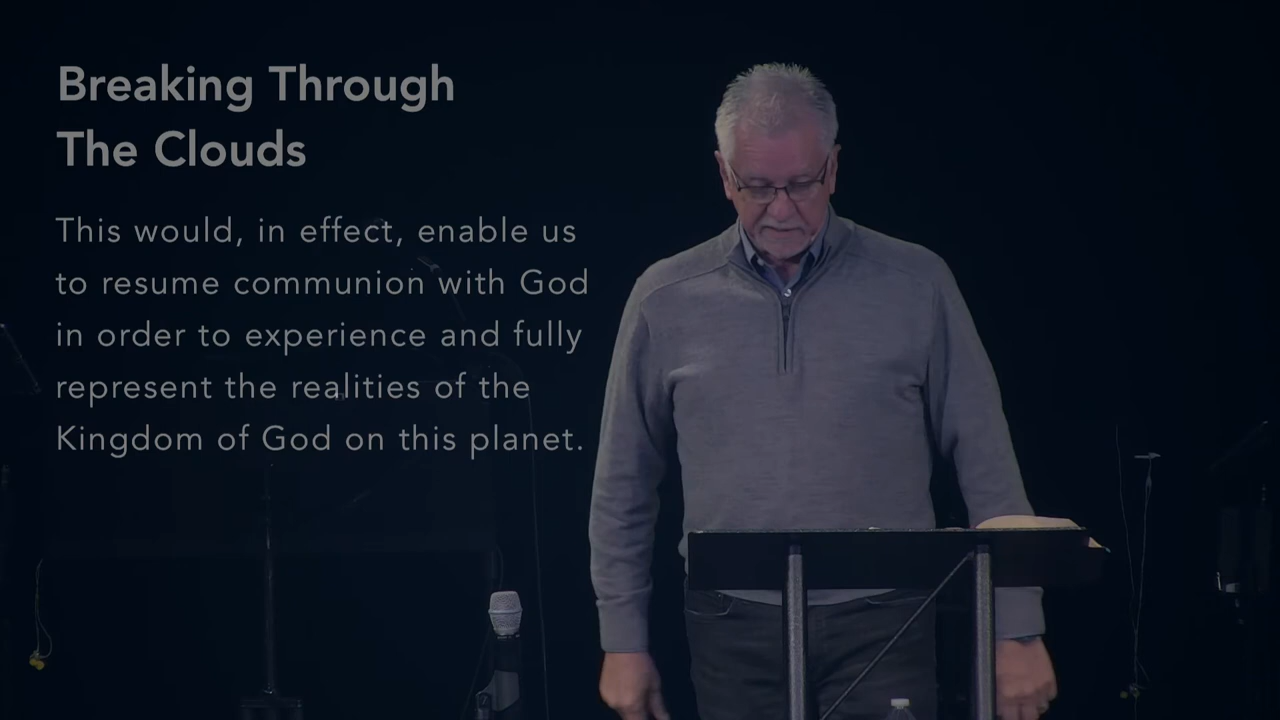 Breaking Through
The Clouds
This would, in effect, enable us
to resume communion with God
in order to experience and fully
represent the realities of the
Kingdom of God on this planet.